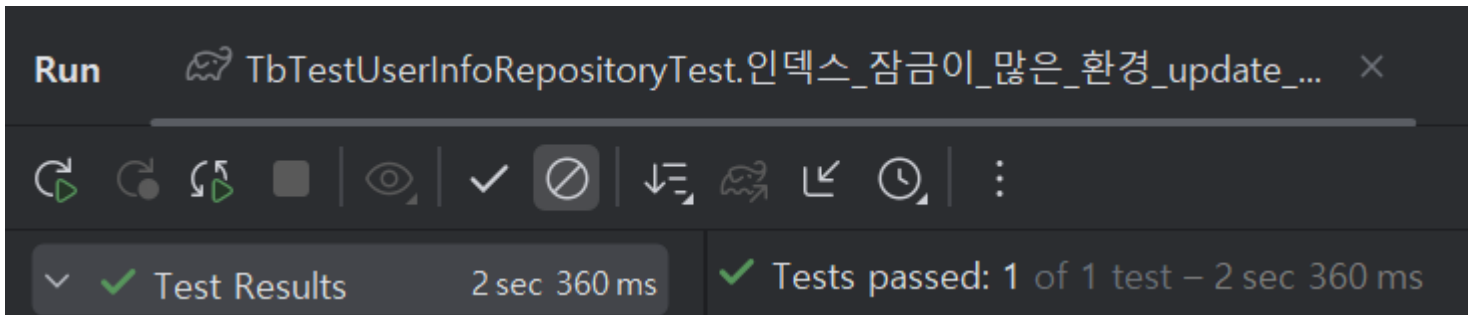 Run TbTestUserInfoRepositoryTest.인덱스_잠금이_많은_환경_update_...
Test Results 2 sec 360 ms
Tests passed: 1 of 1 test – 2 sec 360 ms